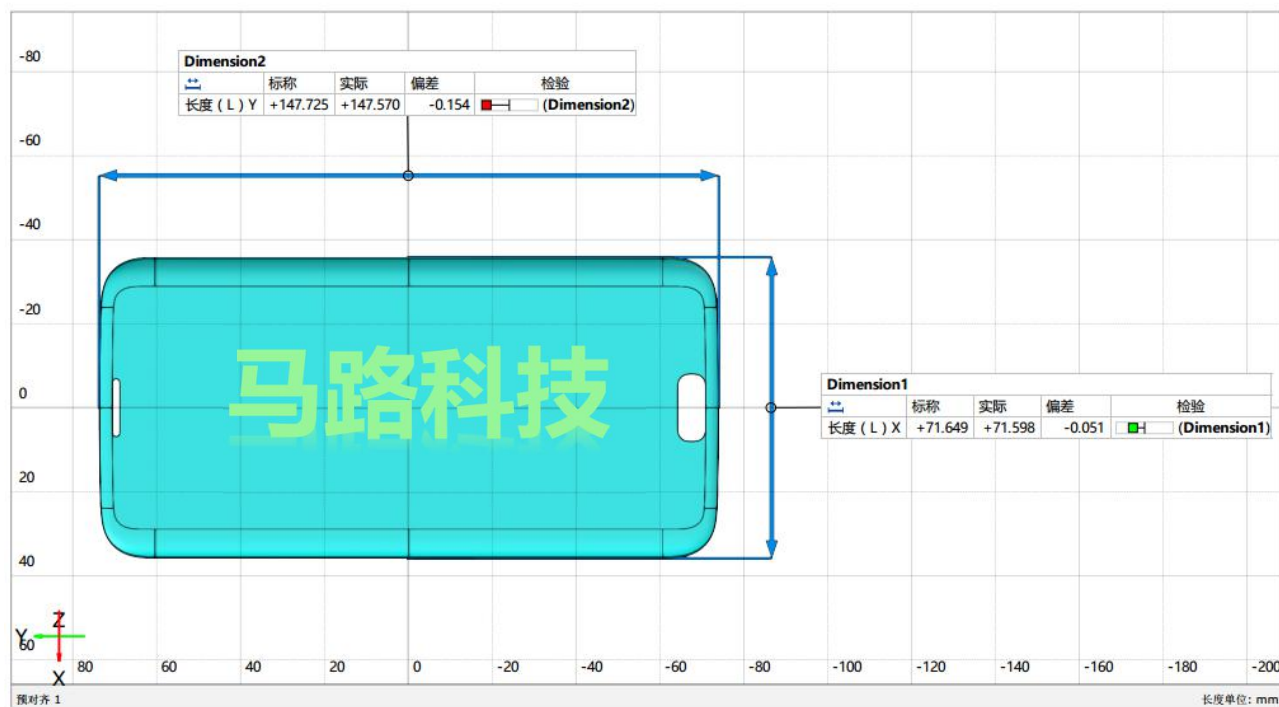 Dimension2
标称 实际 偏差 检验
长度 ( L ) Y +147.725 +147.570 -0.154 (Dimension2)
-80
-60
-40
-20
0
20
40
60
马路科技
Dimension1
标称 实际 偏差 检验
长度 ( L ) X +71.649 +71.598 -0.051 (Dimension1)
Z
Y
X
80 60 40 20 0 -20 -40 -60 -80 -100 -120 -140 -160 -180 -200
预对齐 1
长度单位: mm